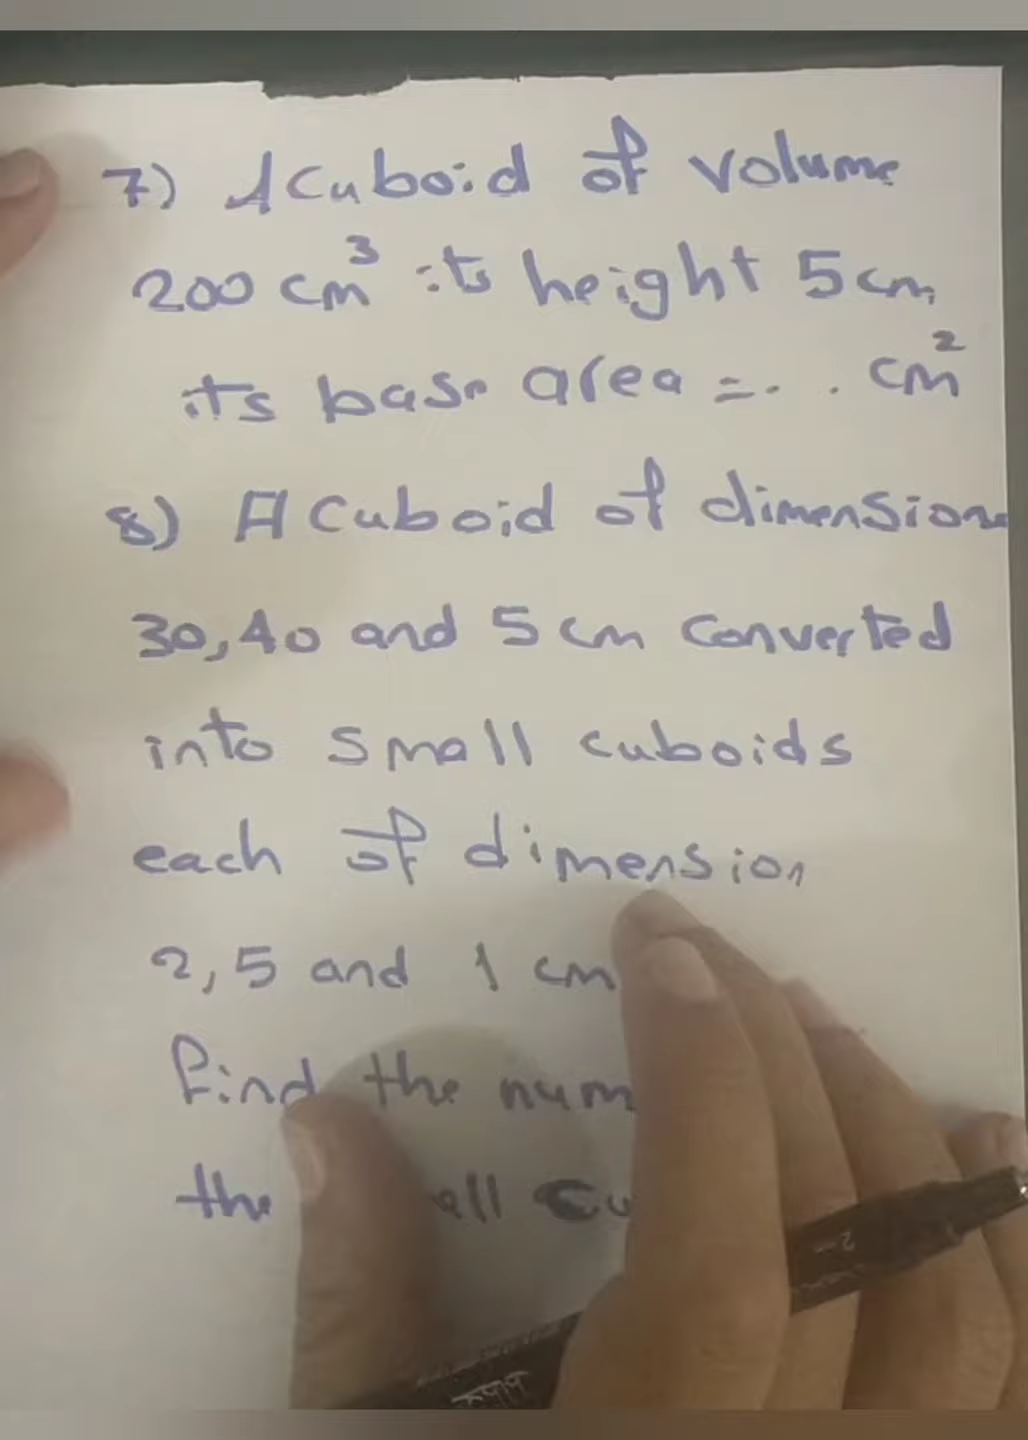 7) A Cuboid of volume
200 cm³ its height 5 cm
its base area = . . cm²
8) A Cuboid of dimension
30, 40 and 5 cm Converted
into small cuboids
each of dimension
2, 5 and 1 cm
find the num
the all cu